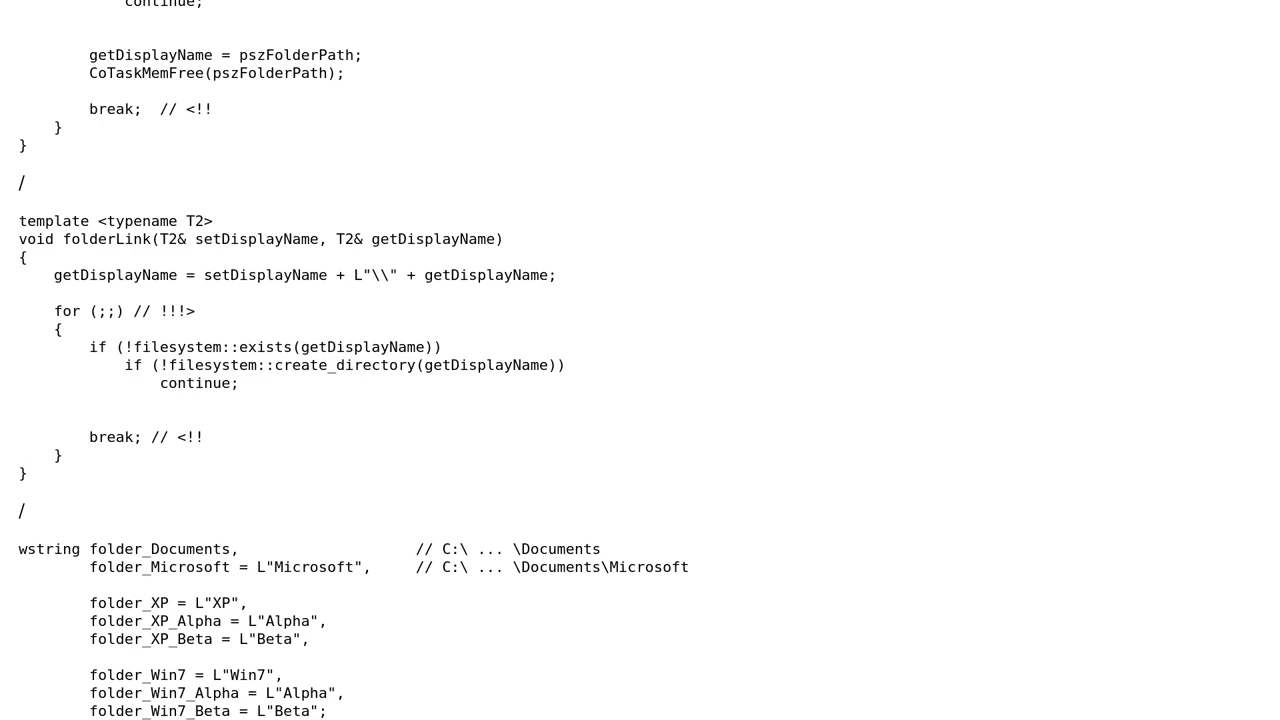 continue;
        getDisplayName = pszFolderPath;
        CoTaskMemFree(pszFolderPath);
        break;  // <!!
    }
}
/
template <typename T2>
void folderLink(T2& setDisplayName, T2& getDisplayName)
{
    getDisplayName = setDisplayName + L"\\" + getDisplayName;
    for (;;) // !!!>
    {
        if (!filesystem::exists(getDisplayName))
            if (!filesystem::create_directory(getDisplayName))
                continue;
        break; // <!!
    }
}
/
wstring folder_Documents,                    // C:\ ... \Documents
        folder_Microsoft = L"Microsoft",     // C:\ ... \Documents\Microsoft
        folder_XP = L"XP",
        folder_XP_Alpha = L"Alpha",
        folder_XP_Beta = L"Beta",
        folder_Win7 = L"Win7",
        folder_Win7_Alpha = L"Alpha",
        folder_Win7_Beta = L"Beta";